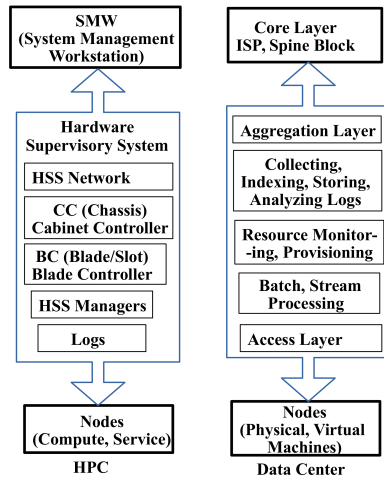 SMW
(System Management
Workstation)
Hardware
Supervisory System
HSS Network
CC (Chassis)
Cabinet Controller
BC (Blade/Slot)
Blade Controller
HSS Managers
Logs
Nodes
(Compute, Service)
HPC
Core Layer
ISP, Spine Block
Aggregation Layer
Collecting,
Indexing, Storing,
Analyzing Logs
Resource Monitor-
-ing, Provisioning
Batch, Stream
Processing
Access Layer
Nodes
(Physical, Virtual
Machines)
Data Center